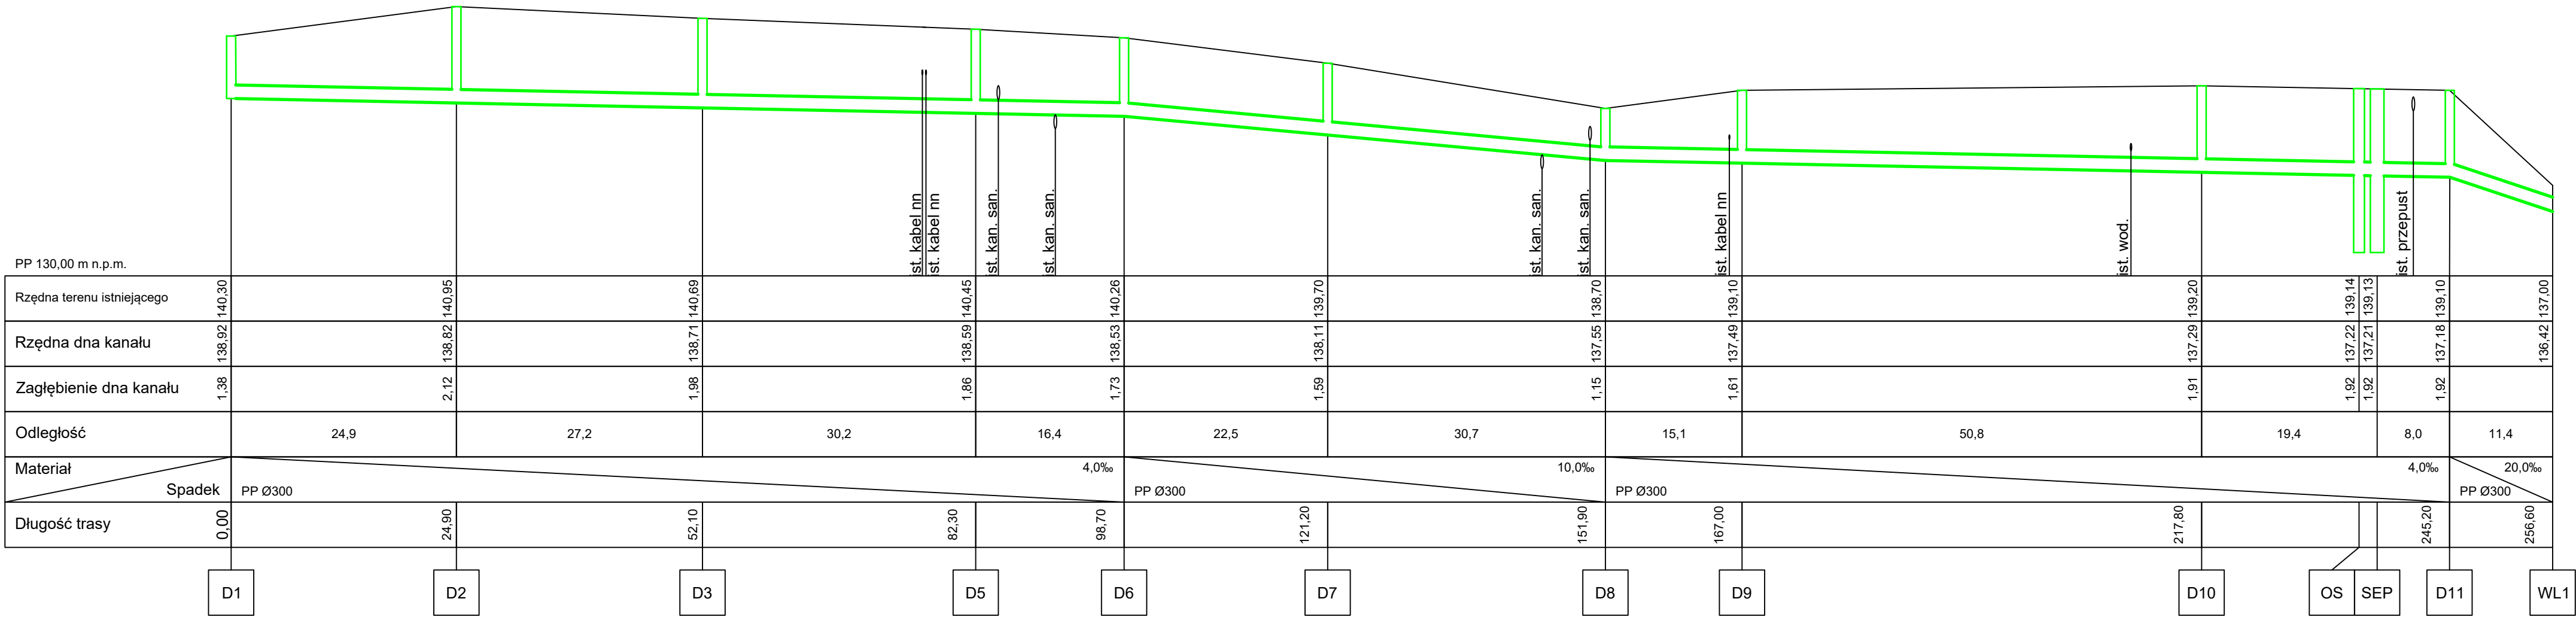 ist. kabel nn
ist. kabel nn
ist. kan. san.
ist. kan. san.
ist. kan. san.
ist. kan. san.
ist. kabel nn
ist. wod.
ist. przepust
PP 130,00 m n.p.m.
Rzędna terenu istniejącego 140,30 140,95 140,69 140,45 140,26 139,70 138,70 139,10 139,20 139,14 139,13 139,10 137,00
Rzędna dna kanału 138,92 138,82 138,71 138,59 138,53 138,11 137,55 137,49 137,29 137,22 137,21 137,18 136,42
Zagłębienie dna kanału 1,38 2,12 1,98 1,86 1,73 1,59 1,15 1,61 1,91 1,92 1,92 1,92
Odległość 24,9 27,2 30,2 16,4 22,5 30,7 15,1 50,8 19,4 8,0 11,4
Materiał 4,0‰ 10,0‰ 4,0‰ 20,0‰
Spadek PP Ø300 PP Ø300 PP Ø300 PP Ø300
Długość trasy 0,00 24,90 52,10 82,30 98,70 121,20 151,90 167,00 217,80 245,20 256,60
D1 D2 D3 D5 D6 D7 D8 D9 D10 OS SEP D11 WL1